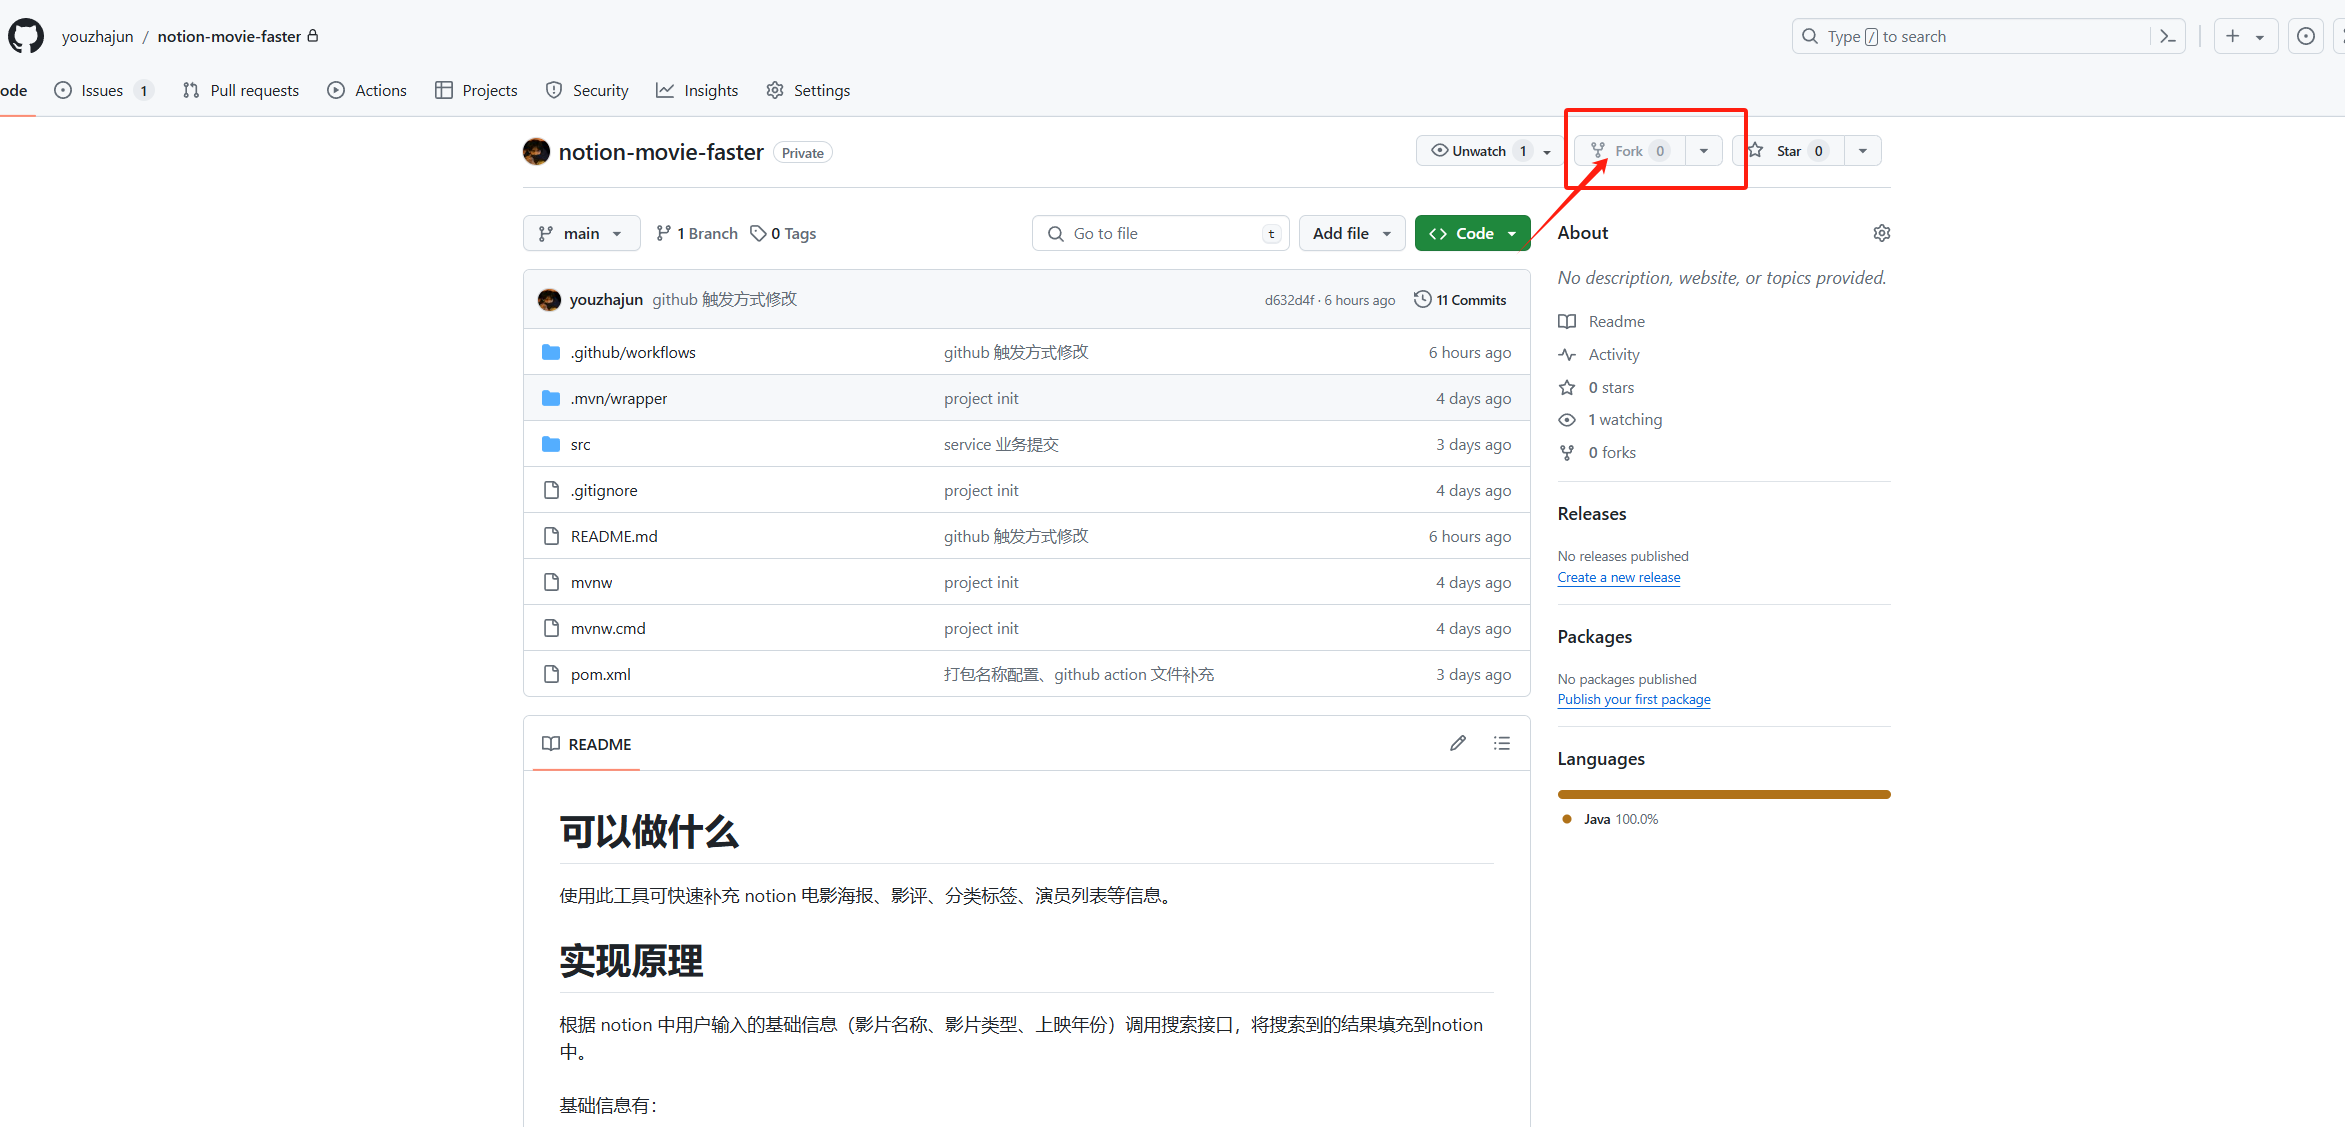 youzhajun / notion-movie-faster
Type / to search
ode Issues 1 Pull requests Actions Projects Security Insights Settings
notion-movie-faster Private
Unwatch 1 Fork 0 Star 0
main 1 Branch 0 Tags Go to file t Add file Code
youzhajun github 触发方式修改 d632d4f · 6 hours ago 11 Commits
.github/workflows github 触发方式修改 6 hours ago
.mvn/wrapper project init 4 days ago
src service 业务提交 3 days ago
.gitignore project init 4 days ago
README.md github 触发方式修改 6 hours ago
mvnw project init 4 days ago
mvnw.cmd project init 4 days ago
pom.xml 打包名称配置、github action 文件补充 3 days ago
README
可以做什么
使用此工具可快速补充 notion 电影海报、影评、分类标签、演员列表等信息。
实现原理
根据 notion 中用户输入的基础信息（影片名称、影片类型、上映年份）调用搜索接口，将搜索到的结果填充到notion
中。
基础信息有：
About
No description, website, or topics provided.
Readme
Activity
0 stars
1 watching
0 forks
Releases
No releases published
Create a new release
Packages
No packages published
Publish your first package
Languages
Java 100.0%